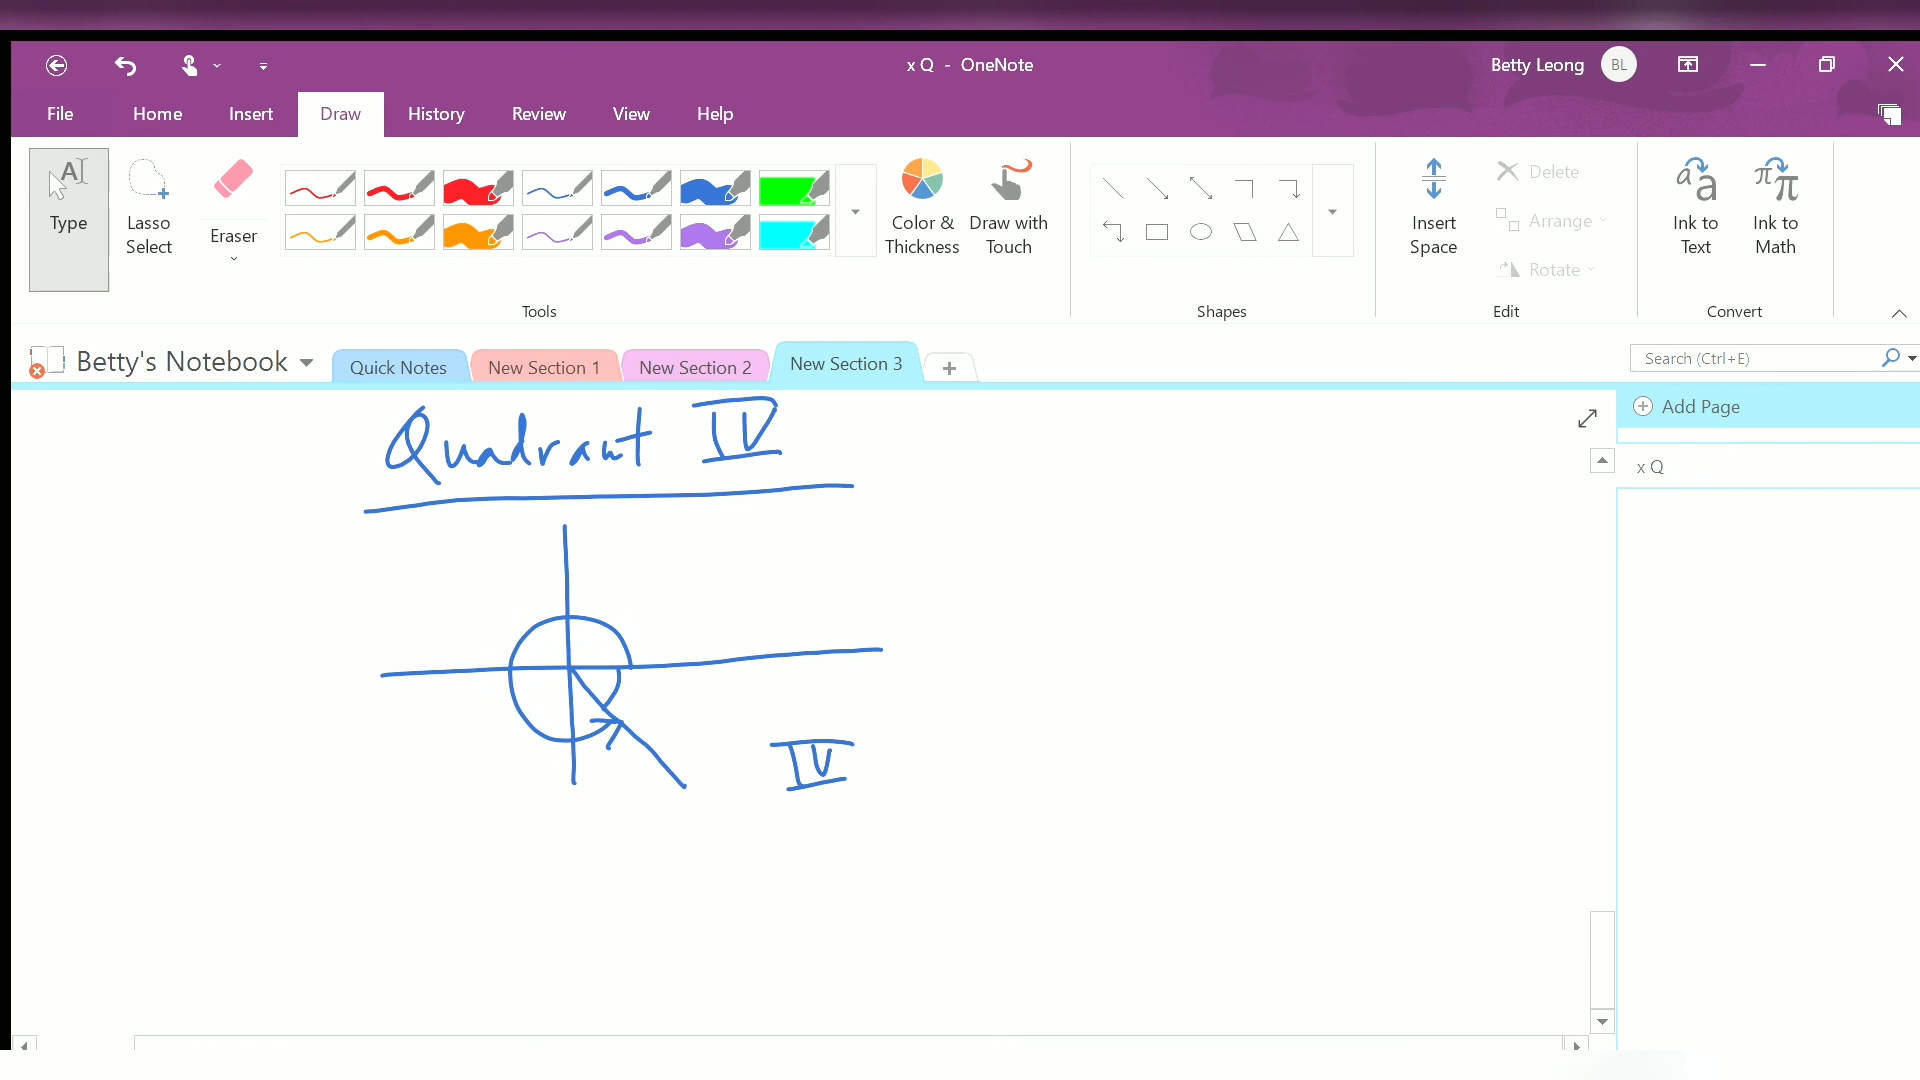 x Q - OneNote
Betty Leong
BL
File Home Insert Draw History Review View Help
Type
Lasso Select
Eraser
Color & Thickness
Draw with Touch
Insert Space
Delete
Arrange
Rotate
Ink to Text
Ink to Math
Tools
Shapes
Edit
Convert
Betty's Notebook
Quick Notes
New Section 1
New Section 2
New Section 3
Search (Ctrl+E)
Add Page
x Q
Quadrant IV
IV